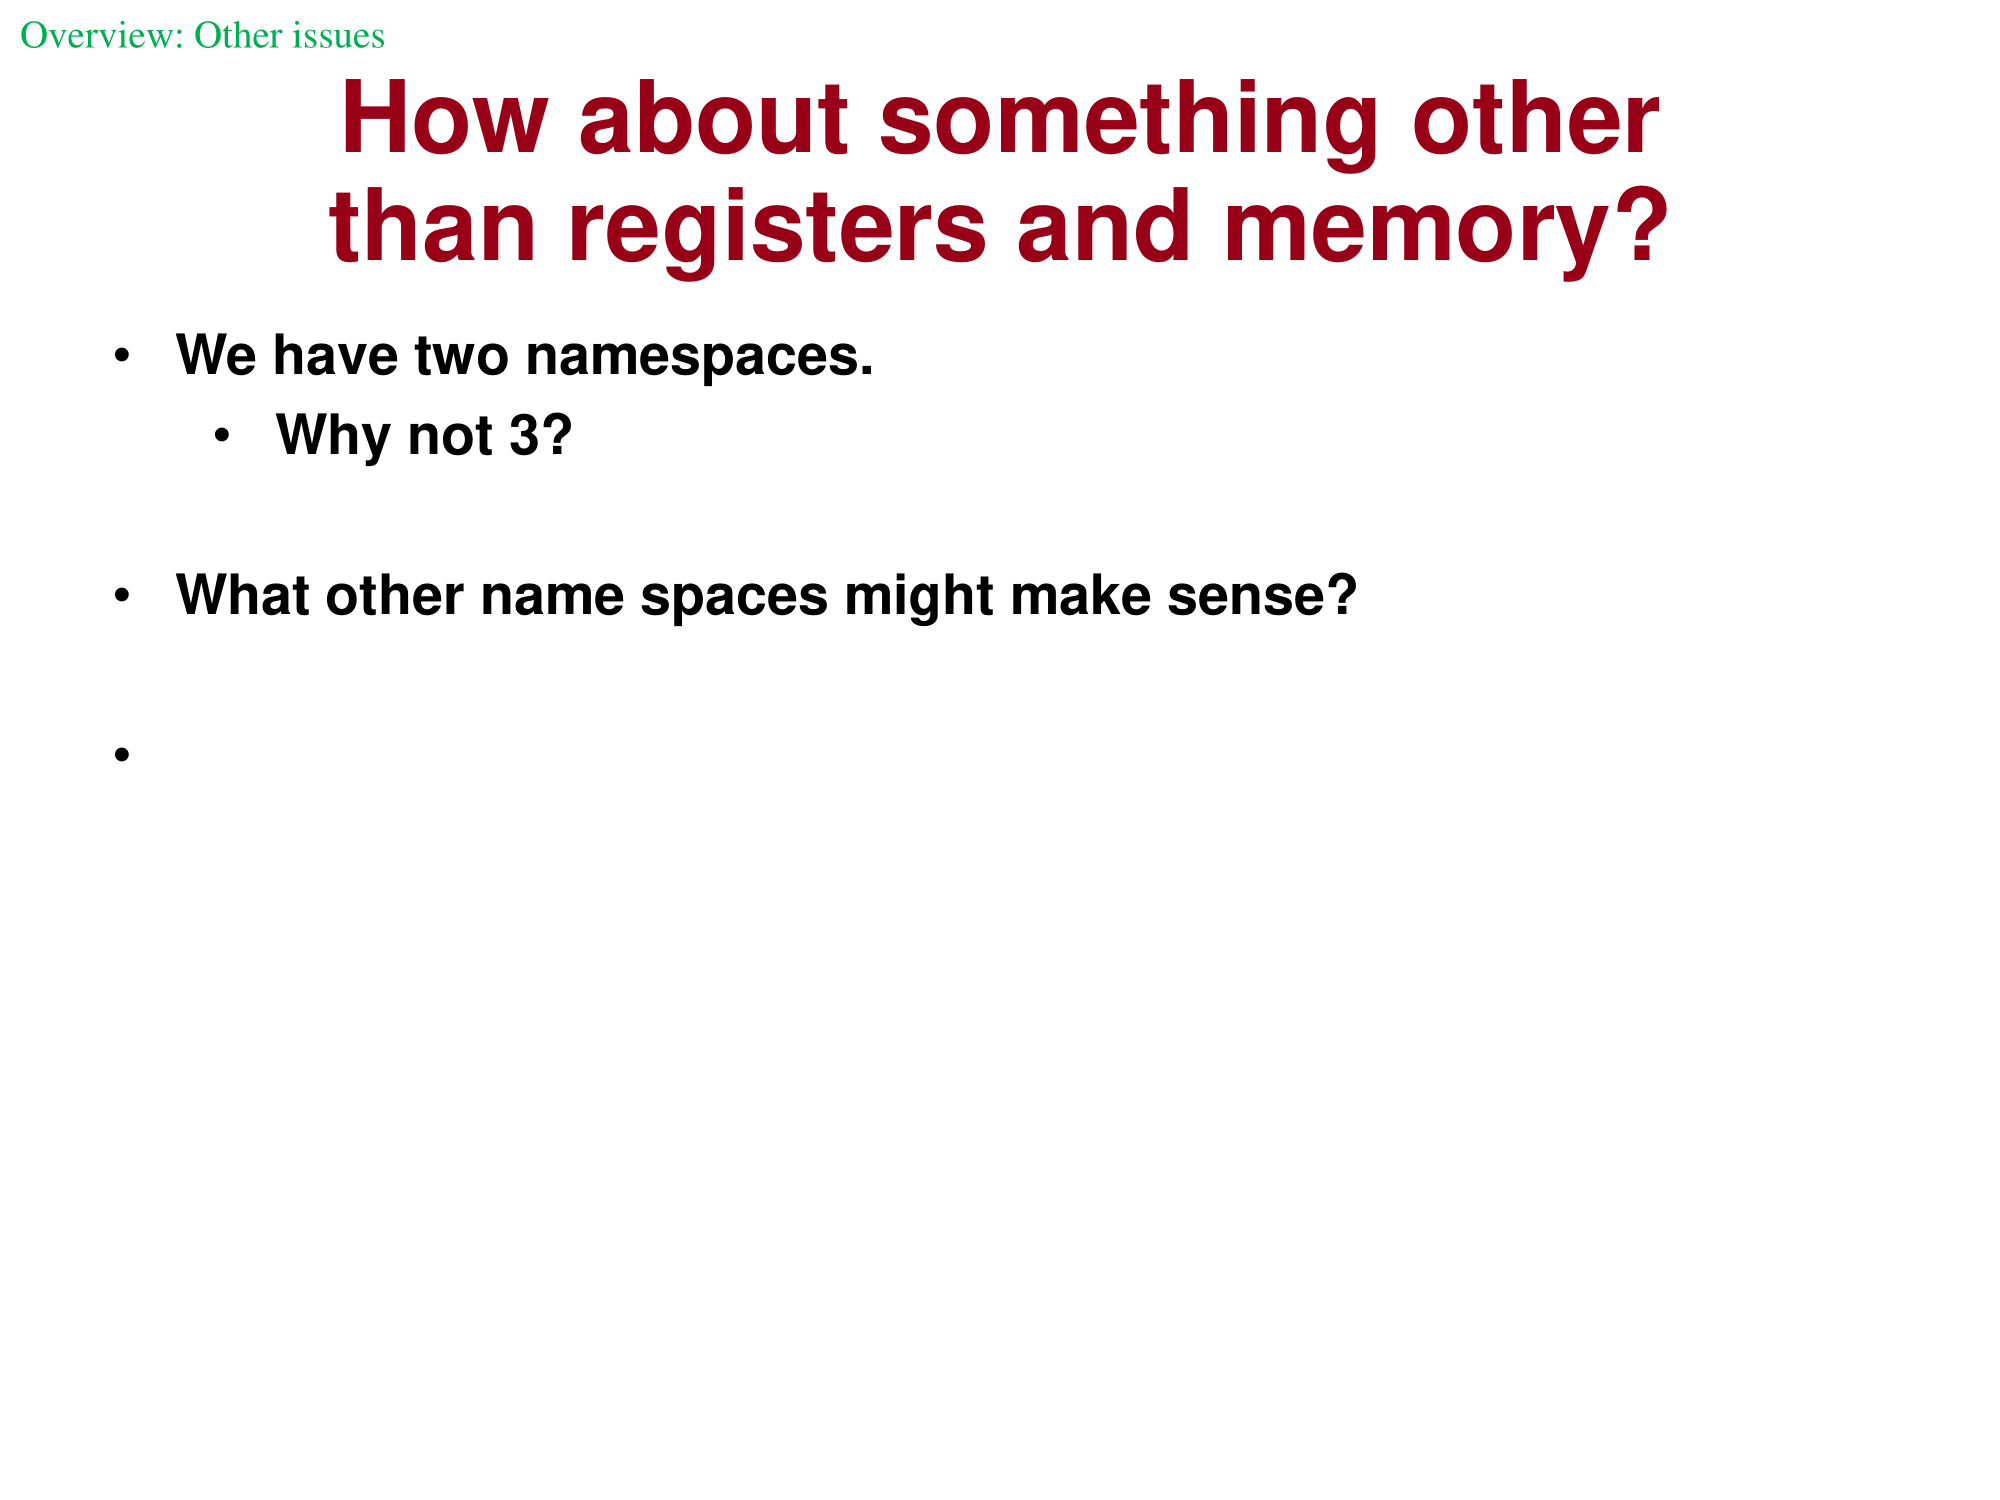 Overview: Other issues
How about something other
than registers and memory?
• We have two namespaces.
• Why not 3?
• What other name spaces might make sense?
•